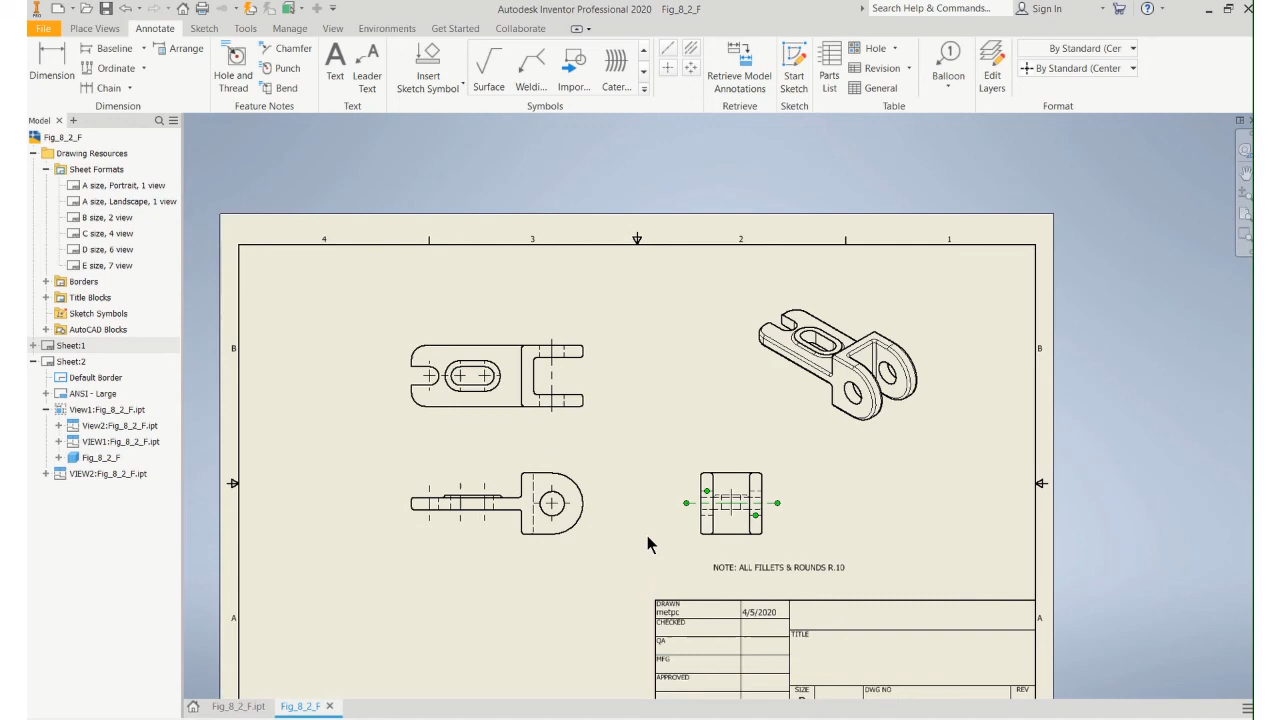 Autodesk Inventor Professional 2020 Fig_8_2_F
Search Help & Commands...
Sign In
PRO
File Place Views Annotate Sketch Tools Manage View Environments Get Started Collaborate
Dimension
Baseline
Ordinate
Chain
Arrange
Dimension
Hole and Thread
Chamfer
Punch
Bend
Feature Notes
Text
Leader Text
Text
Insert Sketch Symbol
Surface
Weldi...
Impor...
Cater...
Symbols
Retrieve Model Annotations
Retrieve
Start Sketch
Sketch
Parts List
Hole
Revision
General
Table
Balloon
Edit Layers
By Standard (Cer
By Standard (Center
Format
Model
Fig_8_2_F
Drawing Resources
Sheet Formats
A size, Portrait, 1 view
A size, Landscape, 1 view
B size, 2 view
C size, 4 view
D size, 6 view
E size, 7 view
Borders
Title Blocks
Sketch Symbols
AutoCAD Blocks
Sheet:1
Sheet:2
Default Border
ANSI - Large
View1:Fig_8_2_F.ipt
View2:Fig_8_2_F.ipt
VIEW1:Fig_8_2_F.ipt
Fig_8_2_F
VIEW2:Fig_8_2_F.ipt
4 3 2 1
B B
A A
NOTE: ALL FILLETS & ROUNDS R.10
DRAWN
metpc 4/5/2020
CHECKED
QA
MFG
APPROVED
TITLE
SIZE
DWG NO
REV
Fig_8_2_F.ipt
Fig_8_2_F